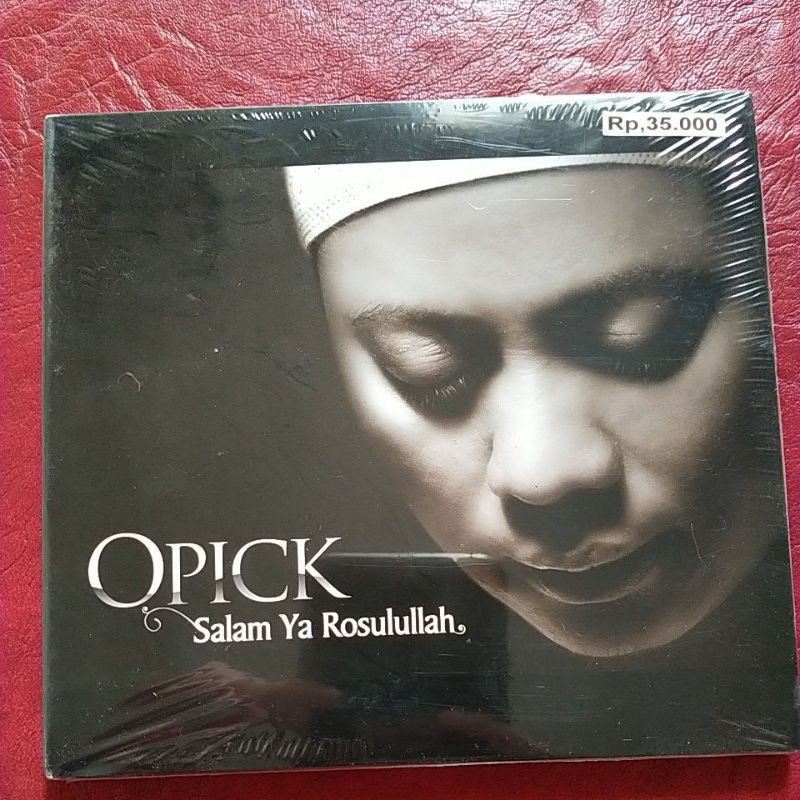 Rp,35.000
OPICK
Salam Ya Rosulullah